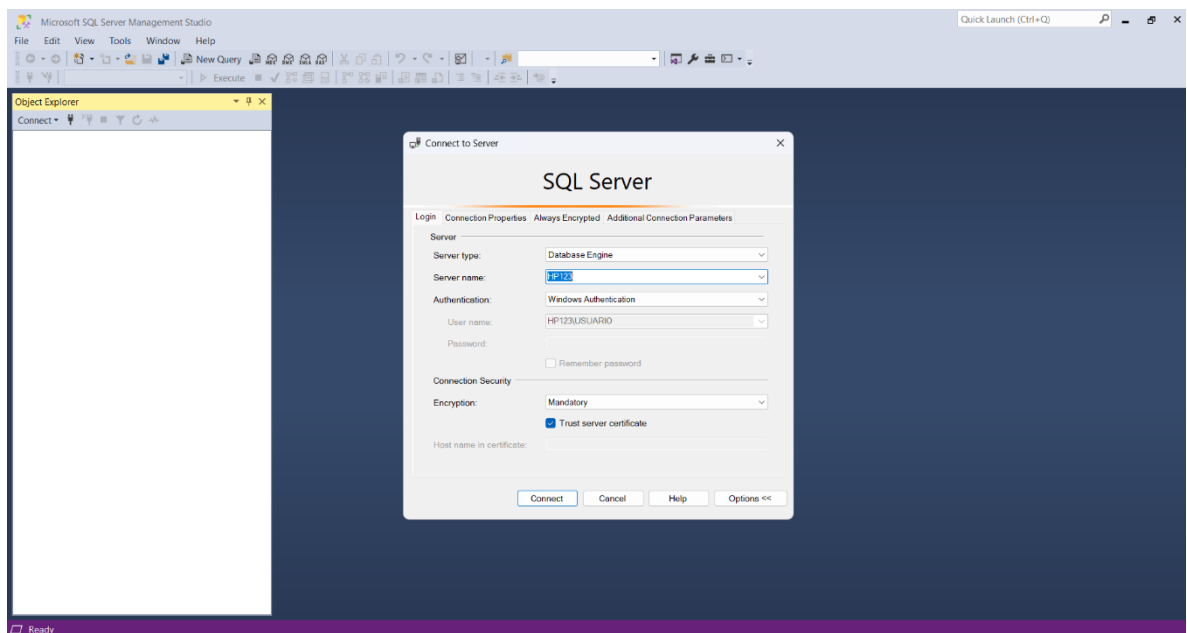 Microsoft SQL Server Management Studio
Quick Launch (Ctrl+Q)
File Edit View Tools Window Help
New Query
Execute
Object Explorer
Connect
Connect to Server
SQL Server
Login Connection Properties Always Encrypted Additional Connection Parameters
Server
Server type: Database Engine
Server name: HP123
Authentication: Windows Authentication
User name: HP123\USUARIO
Password:
Remember password
Connection Security
Encryption: Mandatory
Trust server certificate
Host name in certificate:
Connect Cancel Help Options <<
Ready